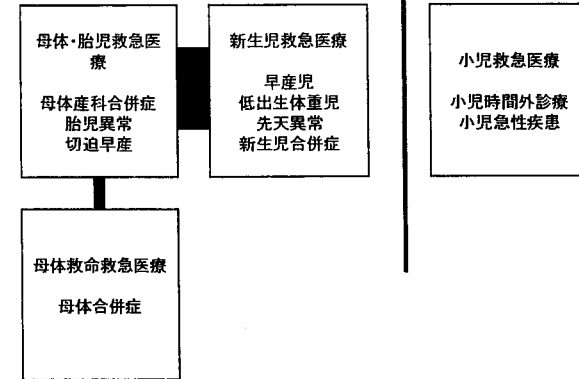 母体・胎児救急医
療
母体産科合併症
胎児異常
切迫早産
新生児救急医療
早産児
低出生体重児
先天異常
新生児合併症
小児救急医療
小児時間外診療
小児急性疾患
母体救命救急医療
母体合併症